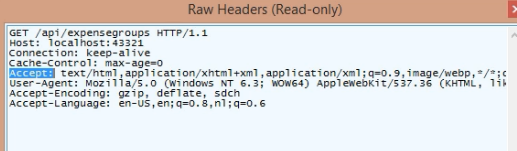 Raw Headers (Read-only)
GET /api/expensegroups HTTP/1.1
Host: localhost:43321
Connection: keep-alive
Cache-Control: max-age=0
Accept: text/html,application/xhtml+xml,application/xml;q=0.9,image/webp,*/*;q
User-Agent: Mozilla/5.0 (Windows NT 6.3; WOW64) AppleWebKit/537.36 (KHTML, lik
Accept-Encoding: gzip, deflate, sdch
Accept-Language: en-US,en;q=0.8,nl;q=0.6